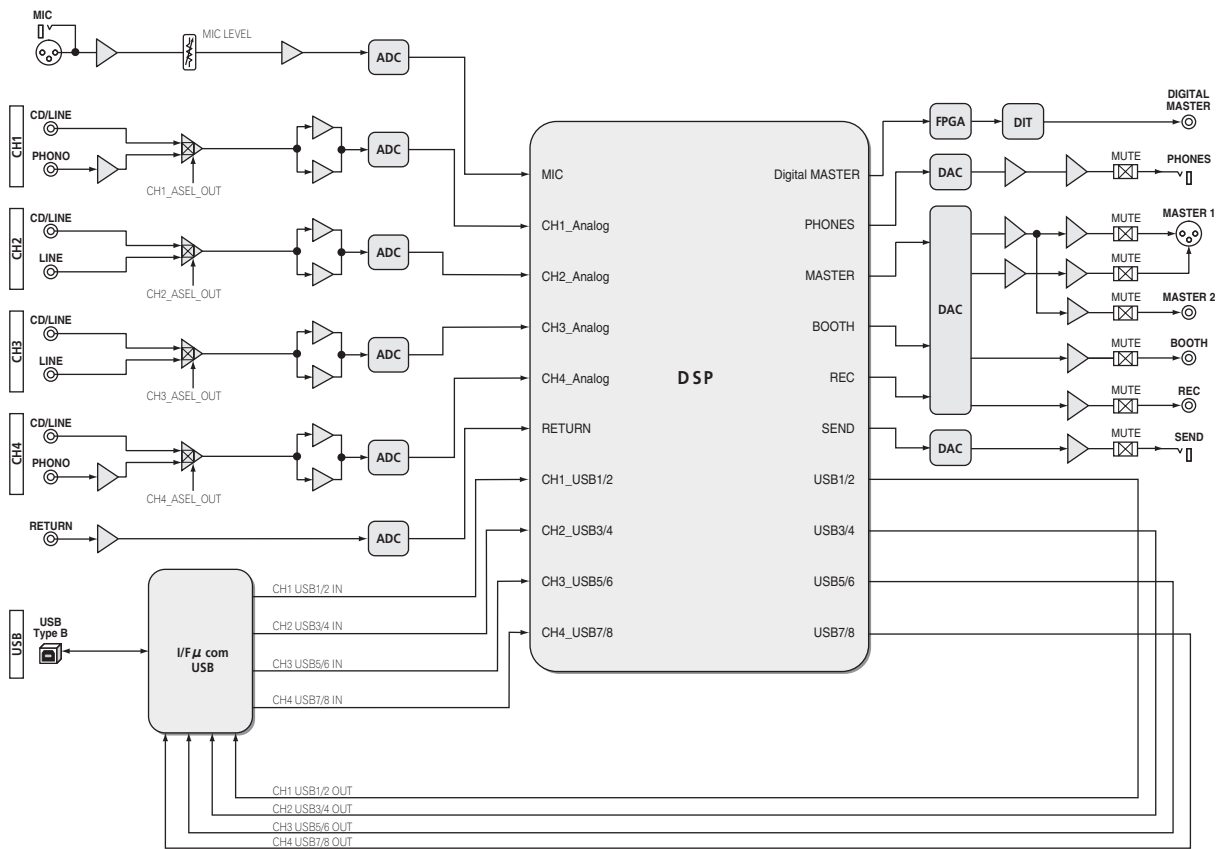 MIC
MIC LEVEL
ADC
CH1
CD/LINE
PHONO
CH1_ASEL_OUT
ADC
CH2
CD/LINE
LINE
CH2_ASEL_OUT
ADC
CH3
CD/LINE
LINE
CH3_ASEL_OUT
ADC
CH4
CD/LINE
PHONO
CH4_ASEL_OUT
ADC
RETURN
ADC
USB
USB
Type B
I/F μ com
USB
CH1 USB1/2 IN
CH2 USB3/4 IN
CH3 USB5/6 IN
CH4 USB7/8 IN
DSP
MIC
CH1_Analog
CH2_Analog
CH3_Analog
CH4_Analog
RETURN
CH1_USB1/2
CH2_USB3/4
CH3_USB5/6
CH4_USB7/8
Digital MASTER
PHONES
MASTER
BOOTH
REC
SEND
USB1/2
USB3/4
USB5/6
USB7/8
FPGA
DIT
DIGITAL
MASTER
DAC
MUTE
PHONES
DAC
MUTE
MASTER 1
MUTE
MUTE
MASTER 2
MUTE
BOOTH
MUTE
REC
DAC
MUTE
SEND
CH1 USB1/2 OUT
CH2 USB3/4 OUT
CH3 USB5/6 OUT
CH4 USB7/8 OUT